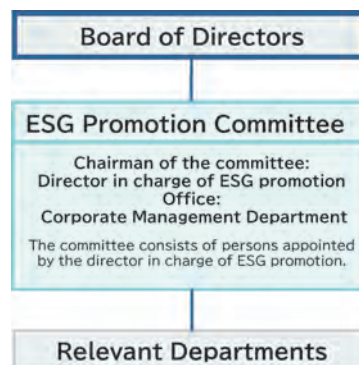 Board of Directors
ESG Promotion Committee
Chairman of the committee:
Director in charge of ESG promotion
Office:
Corporate Management Department
The committee consists of persons appointed
by the director in charge of ESG promotion.
Relevant Departments